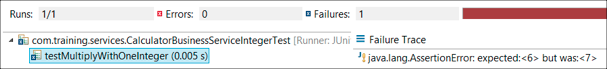 Runs: 1/1 Errors: 0 Failures: 1
com.training.services.CalculatorBusinessServiceIntegerTest [Runner: JUni
Failure Trace
testMultiplyWithOneInteger (0.005 s)
java.lang.AssertionError: expected:<6> but was:<7>